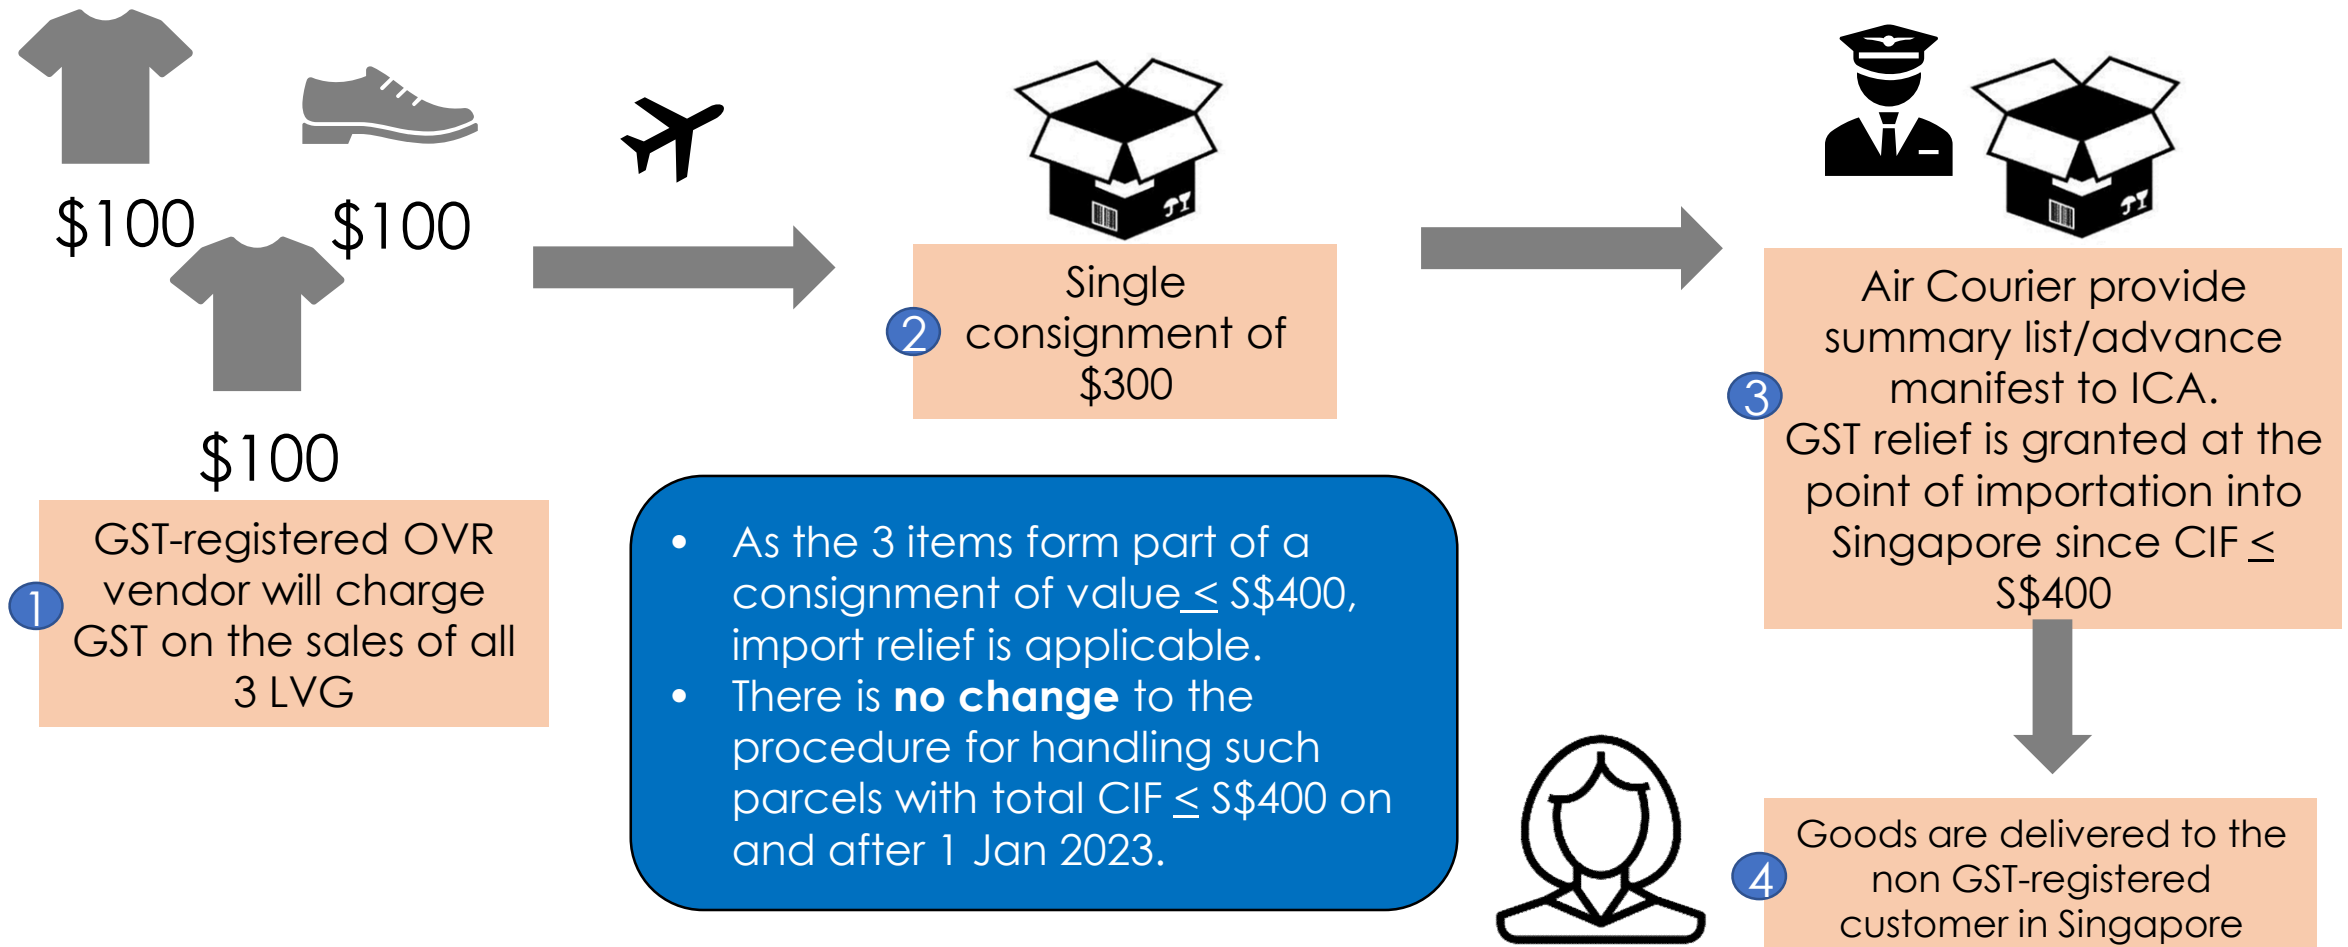 $100
$100
$100
1
GST-registered OVR
vendor will charge
GST on the sales of all
3 LVG
2
Single
consignment of
$300
3
Air Courier provide
summary list/advance
manifest to ICA.
GST relief is granted at the
point of importation into
Singapore since CIF ≤
S$400
• As the 3 items form part of a
consignment of value ≤ S$400,
import relief is applicable.
• There is no change to the
procedure for handling such
parcels with total CIF ≤ S$400 on
and after 1 Jan 2023.
4
Goods are delivered to the
non GST-registered
customer in Singapore